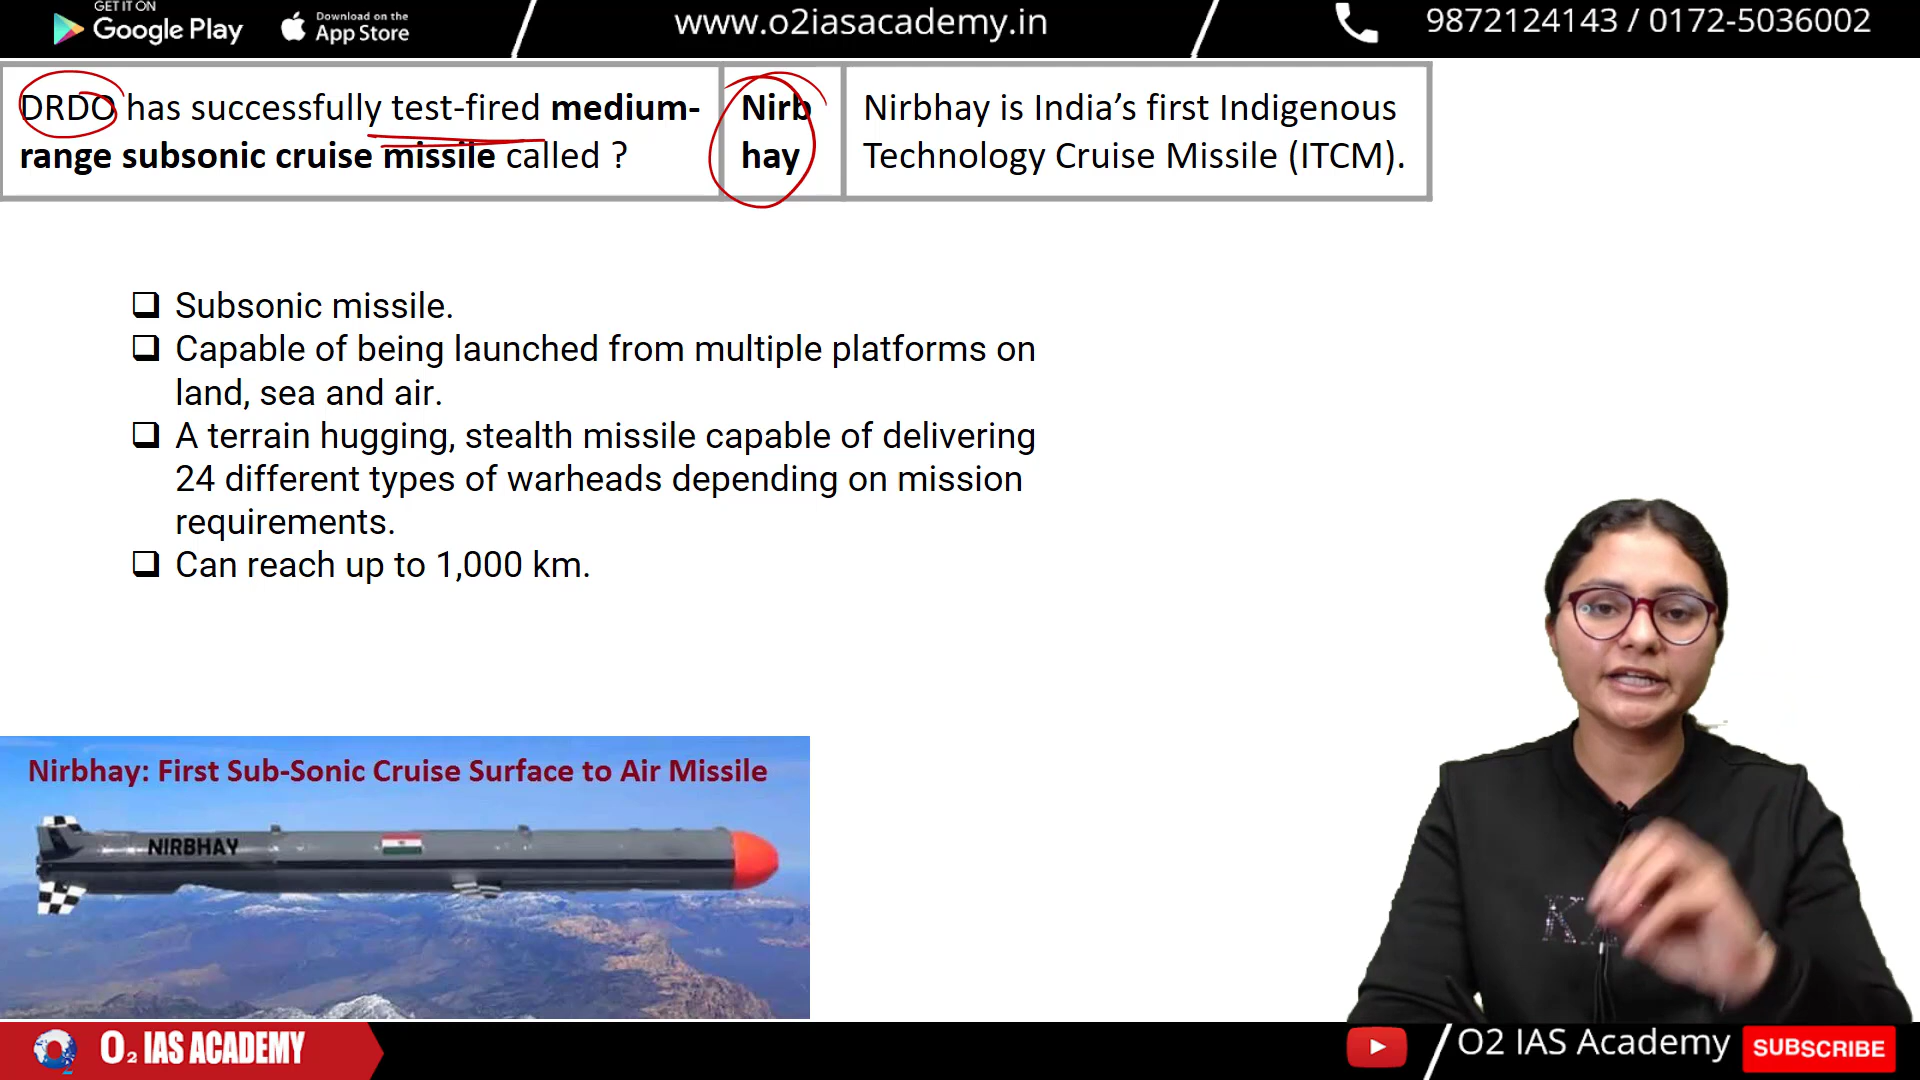 GET IT ON
Google Play
Download on the
App Store
www.o2iasacademy.in
9872124143 / 0172-5036002
DRDO has successfully test-fired medium-
range subsonic cruise missile called ?
Nirb
hay
Nirbhay is India’s first Indigenous
Technology Cruise Missile (ITCM).
Subsonic missile.
Capable of being launched from multiple platforms on
land, sea and air.
A terrain hugging, stealth missile capable of delivering
24 different types of warheads depending on mission
requirements.
Can reach up to 1,000 km.
Nirbhay: First Sub-Sonic Cruise Surface to Air Missile
NIRBHAY
O2 IAS ACADEMY
O2 IAS Academy
SUBSCRIBE